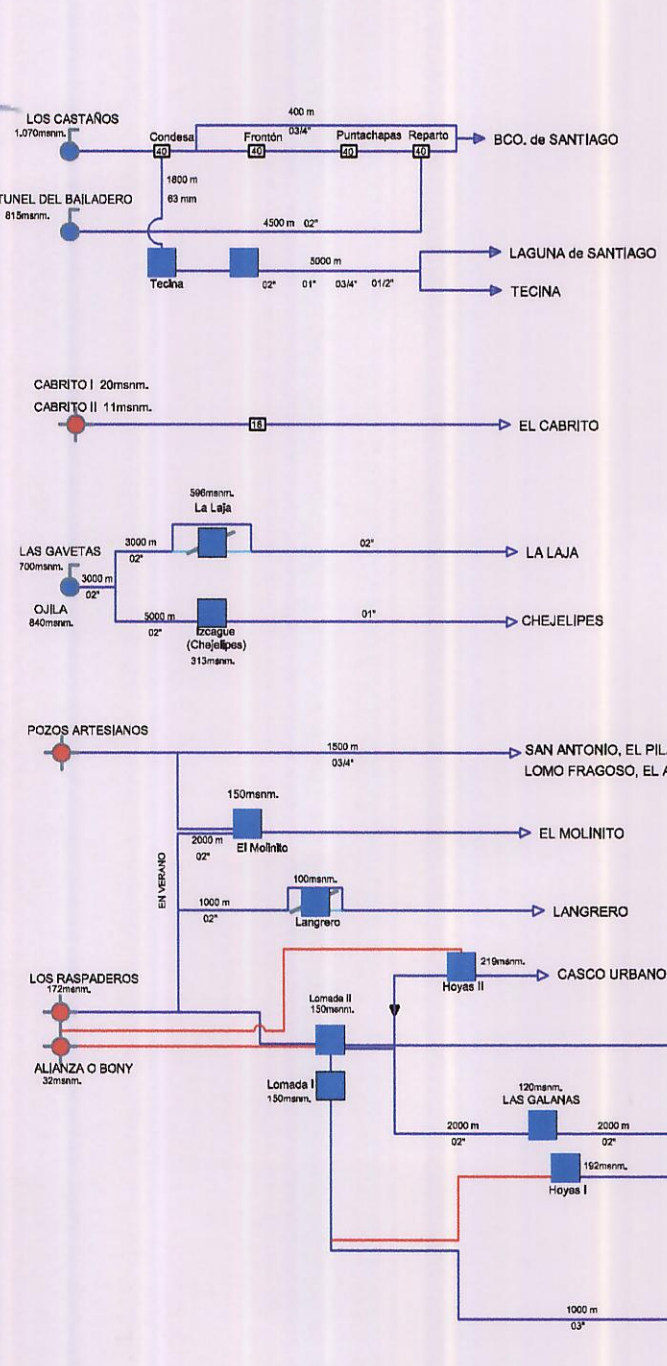 LOS CASTAÑOS
1.070msnm.
400 m
03/4"
Condesa
Frontón
Puntachapas
Reparto
40
40
40
40
BCO. de SANTIAGO
1800 m
63 mm
TUNEL DEL BAILADERO
815msnm.
4500 m 02"
Tecina
5000 m
02" 01" 03/4" 01/2"
LAGUNA de SANTIAGO
TECINA
CABRITO I 20msnm.
CABRITO II 11msnm.
EL CABRITO
596msnm.
La Laja
LAS GAVETAS
700msnm.
3000 m
02"
3000 m
02"
02"
LA LAJA
OJILA
840msnm.
5000 m
02"
Izcague
(Chejelipes)
313msnm.
01"
CHEJELIPES
POZOS ARTESIANOS
1500 m
03/4"
SAN ANTONIO, EL
LOMO FRAGOSO, EL
150msnm.
2000 m
02"
El Molinito
EL MOLINITO
EN VERANO
100msnm.
1000 m
02"
Langrero
LANGRERO
219msnm.
Hoyas II
CASCO URBANO
LOS RASPADEROS
172msnm.
Lomada II
150msnm.
ALIANZA O BONY
32msnm.
Lomada I
150msnm.
120msnm.
LAS GALANAS
2000 m
02"
2000 m
02"
192msnm.
Hoyas I
1000 m
03"